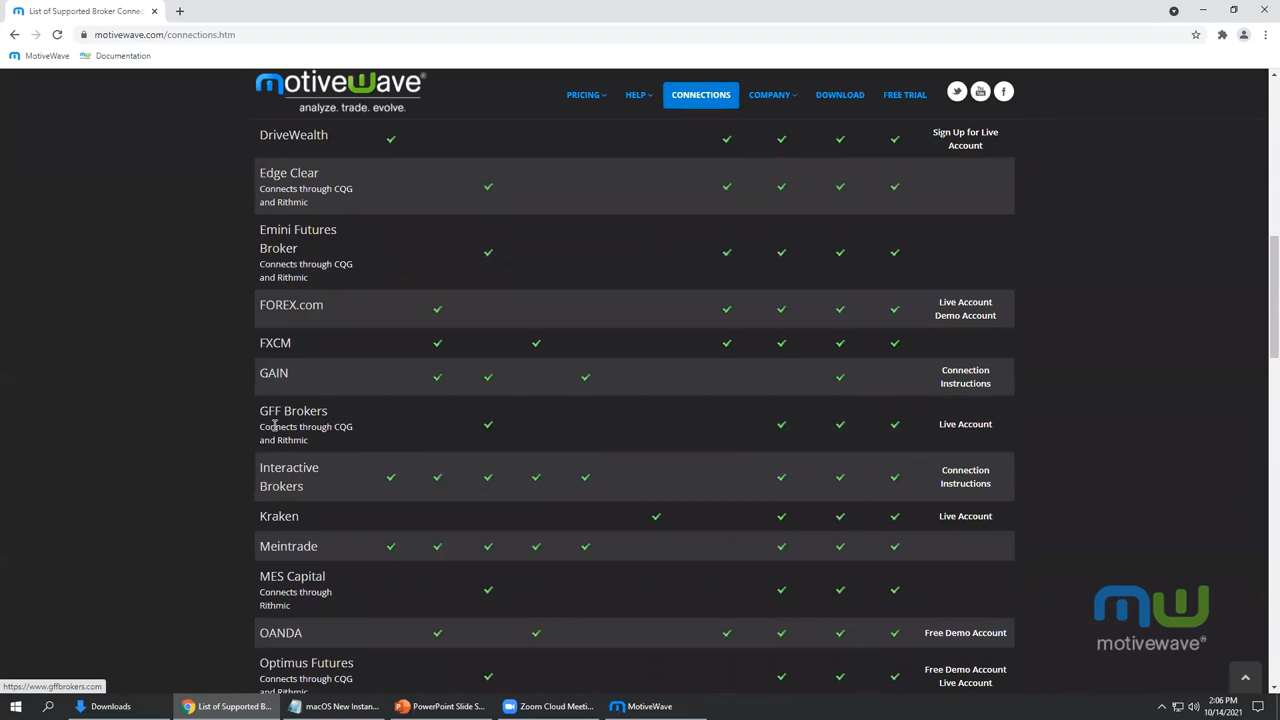 List of Supported Broker Connec
motivewave.com/connections.htm
MotiveWave
Documentation
motivewave®
analyze. trade. evolve.
PRICING
HELP
CONNECTIONS
COMPANY
DOWNLOAD
FREE TRIAL
DriveWealth
Sign Up for Live
Account
Edge Clear
Connects through CQG
and Rithmic
Emini Futures
Broker
Connects through CQG
and Rithmic
FOREX.com
Live Account
Demo Account
FXCM
GAIN
Connection
Instructions
GFF Brokers
Connects through CQG
and Rithmic
Live Account
Interactive
Brokers
Connection
Instructions
Kraken
Live Account
Meintrade
MES Capital
Connects through
Rithmic
OANDA
Free Demo Account
Optimus Futures
Connects through CQG
and Rithmic
Free Demo Account
Live Account
motivewave®
https://www.gffbrokers.com
Downloads
List of Supported B...
macOS New Instan...
PowerPoint Slide S...
Zoom Cloud Meeti...
MotiveWave
2:06 PM
10/14/2021